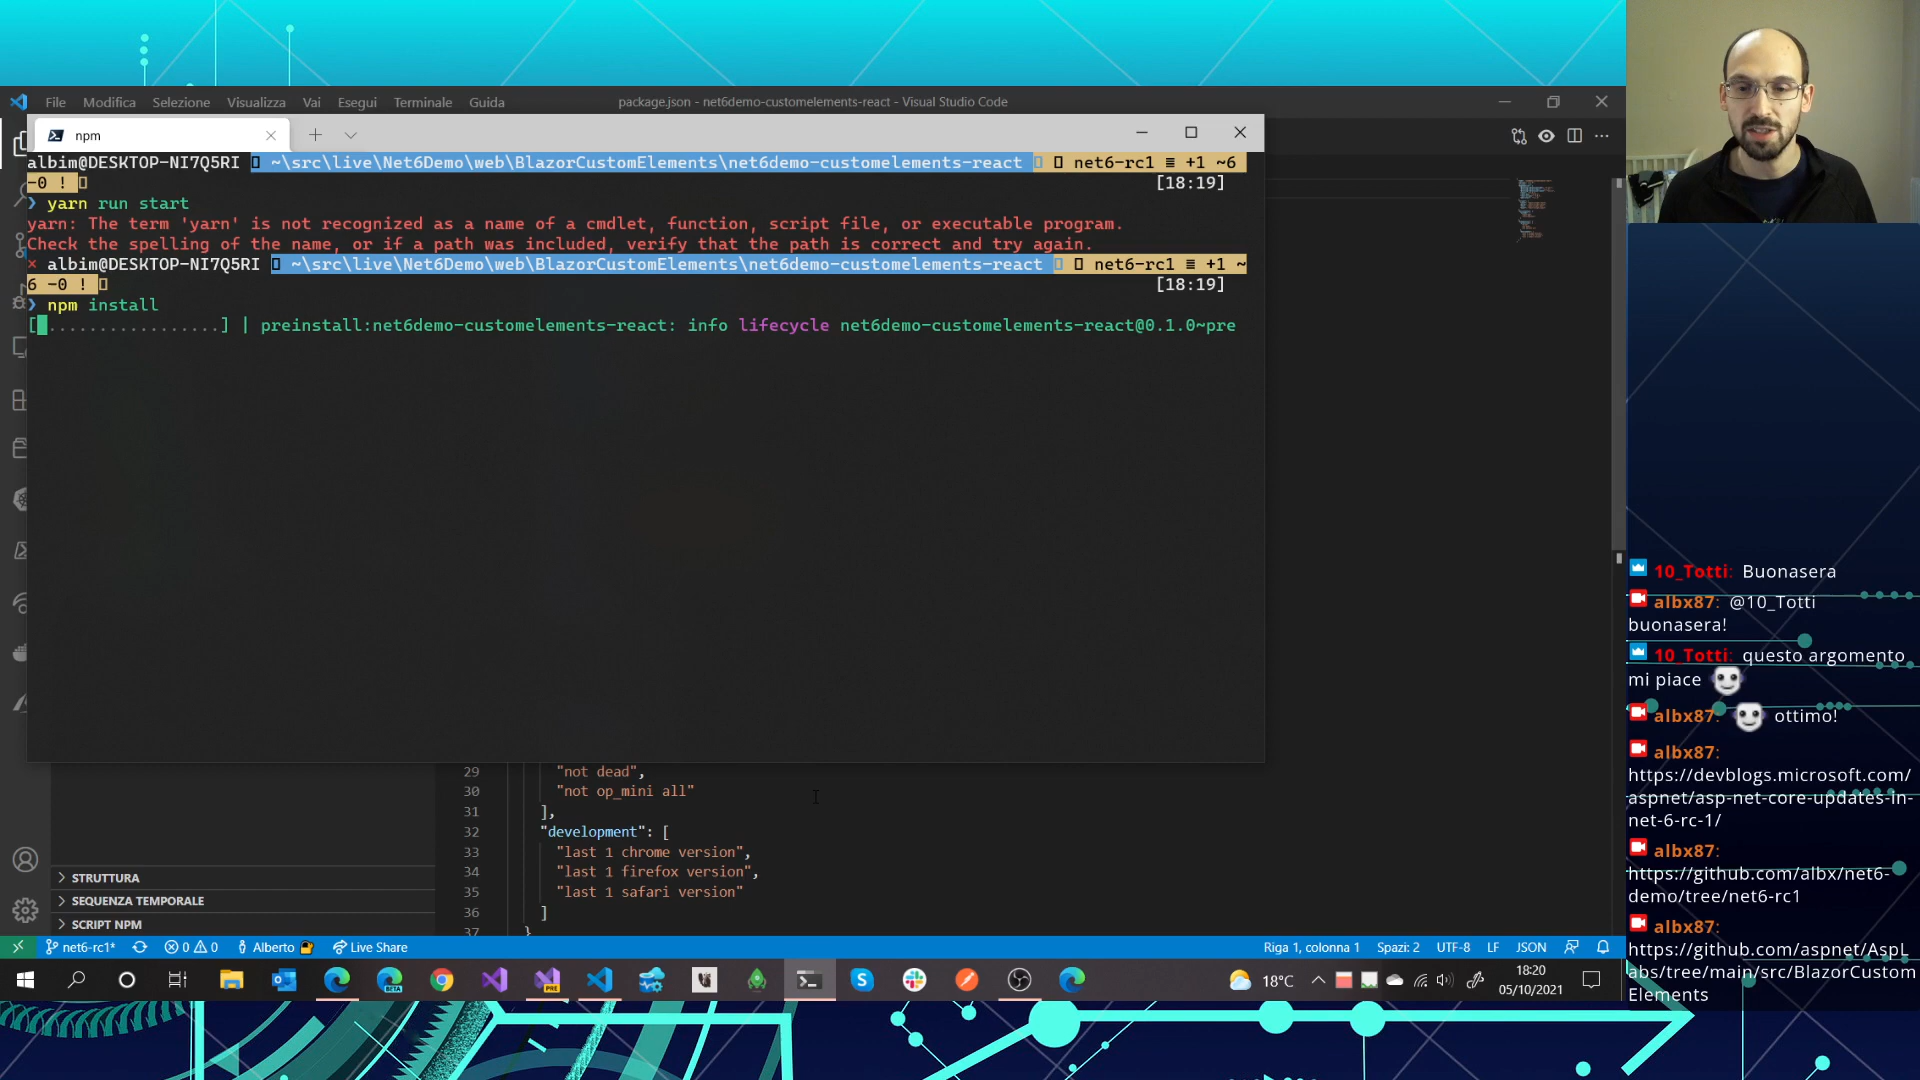 File Modifica Selezione Visualizza Vai Esegui Terminale Guida
package.json - net6demo-customelements-react - Visual Studio Code
npm
albim@DESKTOP-NI7Q5RI ~\src\live\Net6Demo\web\BlazorCustomElements\net6demo-customelements-react net6-rc1 ≡ +1 ~6
-0 ! [18:19]
❯ yarn run start
yarn: The term 'yarn' is not recognized as a name of a cmdlet, function, script file, or executable program.
Check the spelling of the name, or if a path was included, verify that the path is correct and try again.
× albim@DESKTOP-NI7Q5RI ~\src\live\Net6Demo\web\BlazorCustomElements\net6demo-customelements-react net6-rc1 ≡ +1 ~
6 -0 ! [18:19]
❯ npm install
[ .................] | preinstall:net6demo-customelements-react: info lifecycle net6demo-customelements-react@0.1.0~pre
29 "not dead",
30 "not op_mini all"
31 ],
32 "development": [
33 "last 1 chrome version",
34 "last 1 firefox version",
35 "last 1 safari version"
36 ]
37 }
STRUTTURA
SEQUENZA TEMPORALE
SCRIPT NPM
net6-rc1* 0 0 Alberto Live Share
Riga 1, colonna 1 Spazi: 2 UTF-8 LF JSON
BETA
PRE
18°C
18:20
05/10/2021
10_Totti: Buonasera
albx87: @10_Totti
buonasera!
10_Totti: questo argomento
mi piace
albx87: ottimo!
albx87:
https://devblogs.microsoft.com/
aspnet/asp-net-core-updates-in-
net-6-rc-1/
albx87:
https://github.com/albx/net6-
demo/tree/net6-rc1
albx87:
https://github.com/aspnet/AspL
abs/tree/main/src/BlazorCustom
Elements